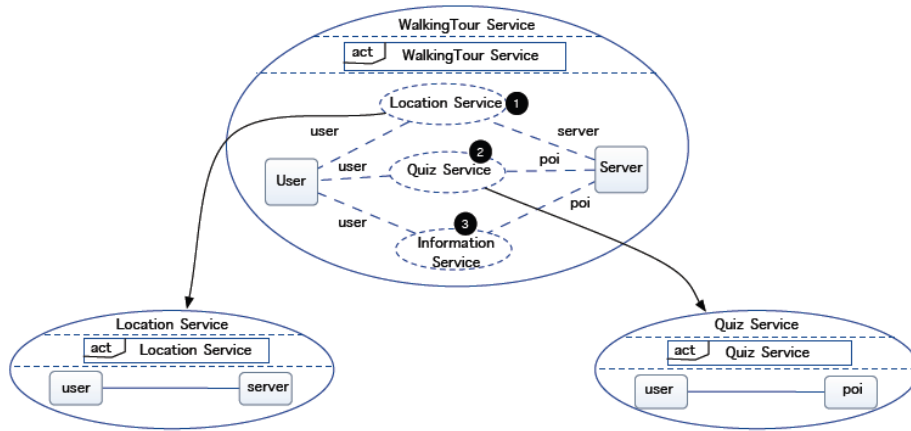 WalkingTour Service
act WalkingTour Service
Location Service 1
user server
2
user Quiz Service poi
User Server
3
user poi
Information
Service
Location Service
act Location Service
user server
Quiz Service
act Quiz Service
user poi